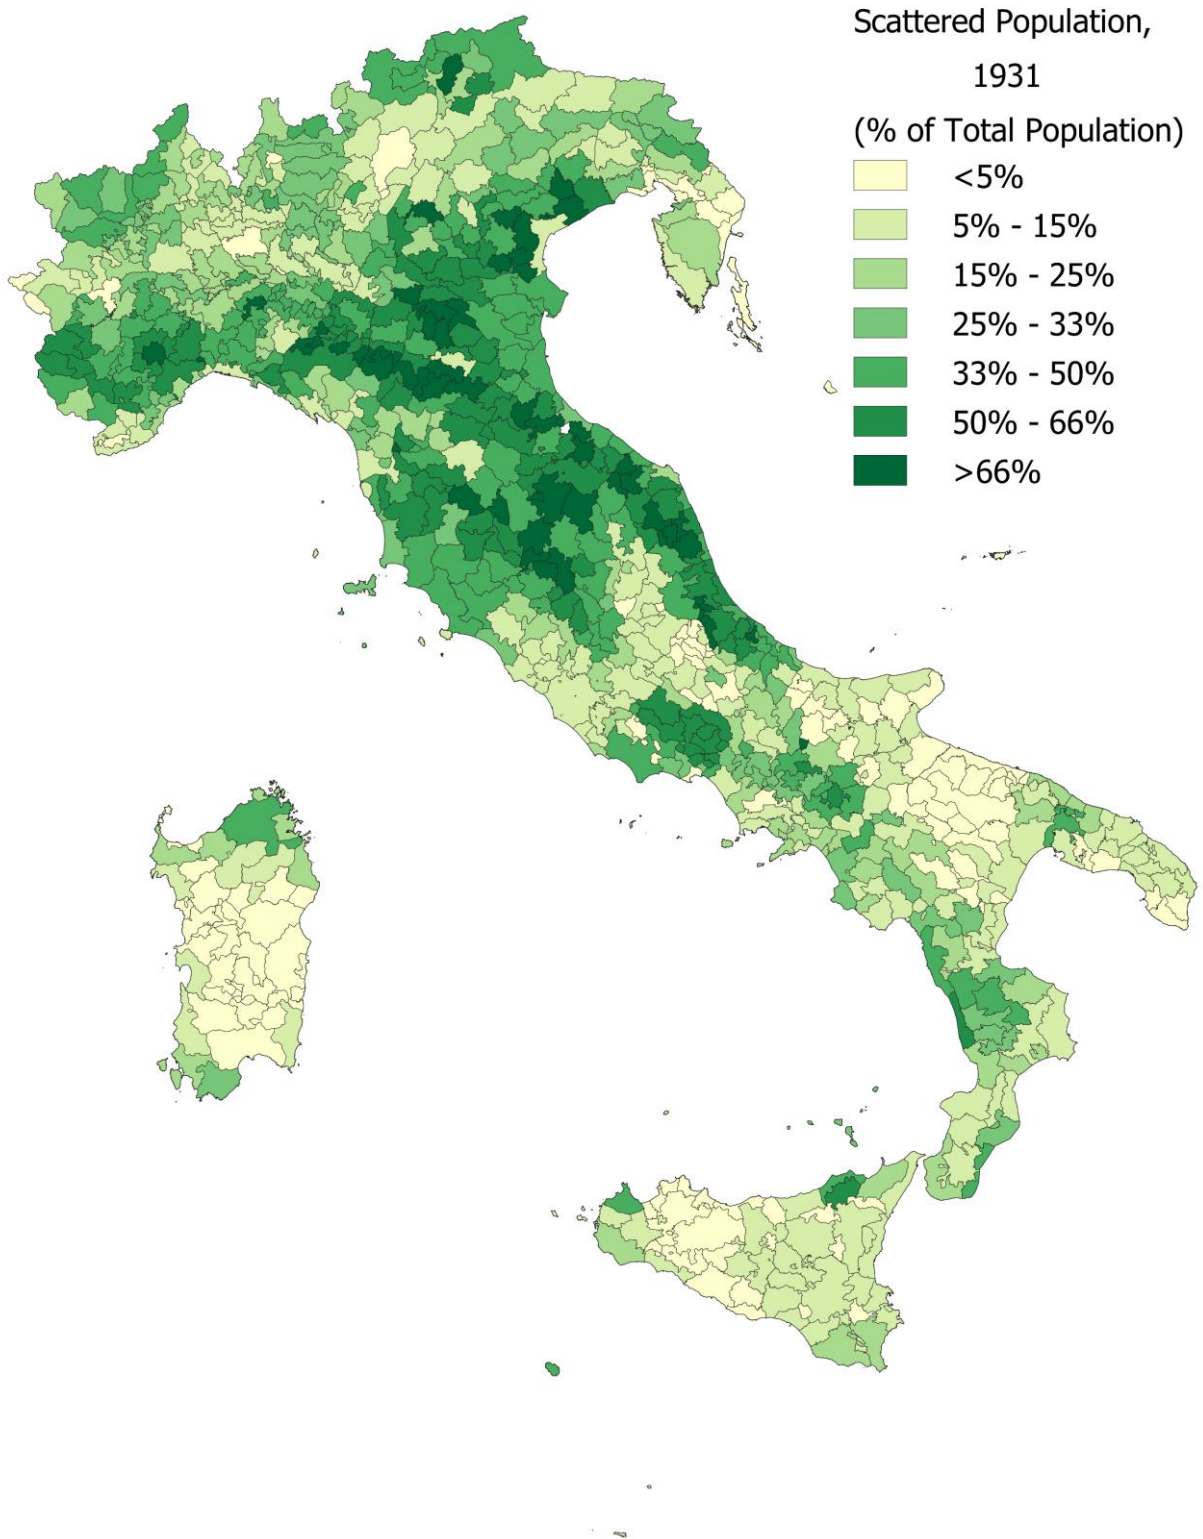 Scattered Population,
1931
(% of Total Population)
<5%
5% - 15%
15% - 25%
25% - 33%
33% - 50%
50% - 66%
>66%